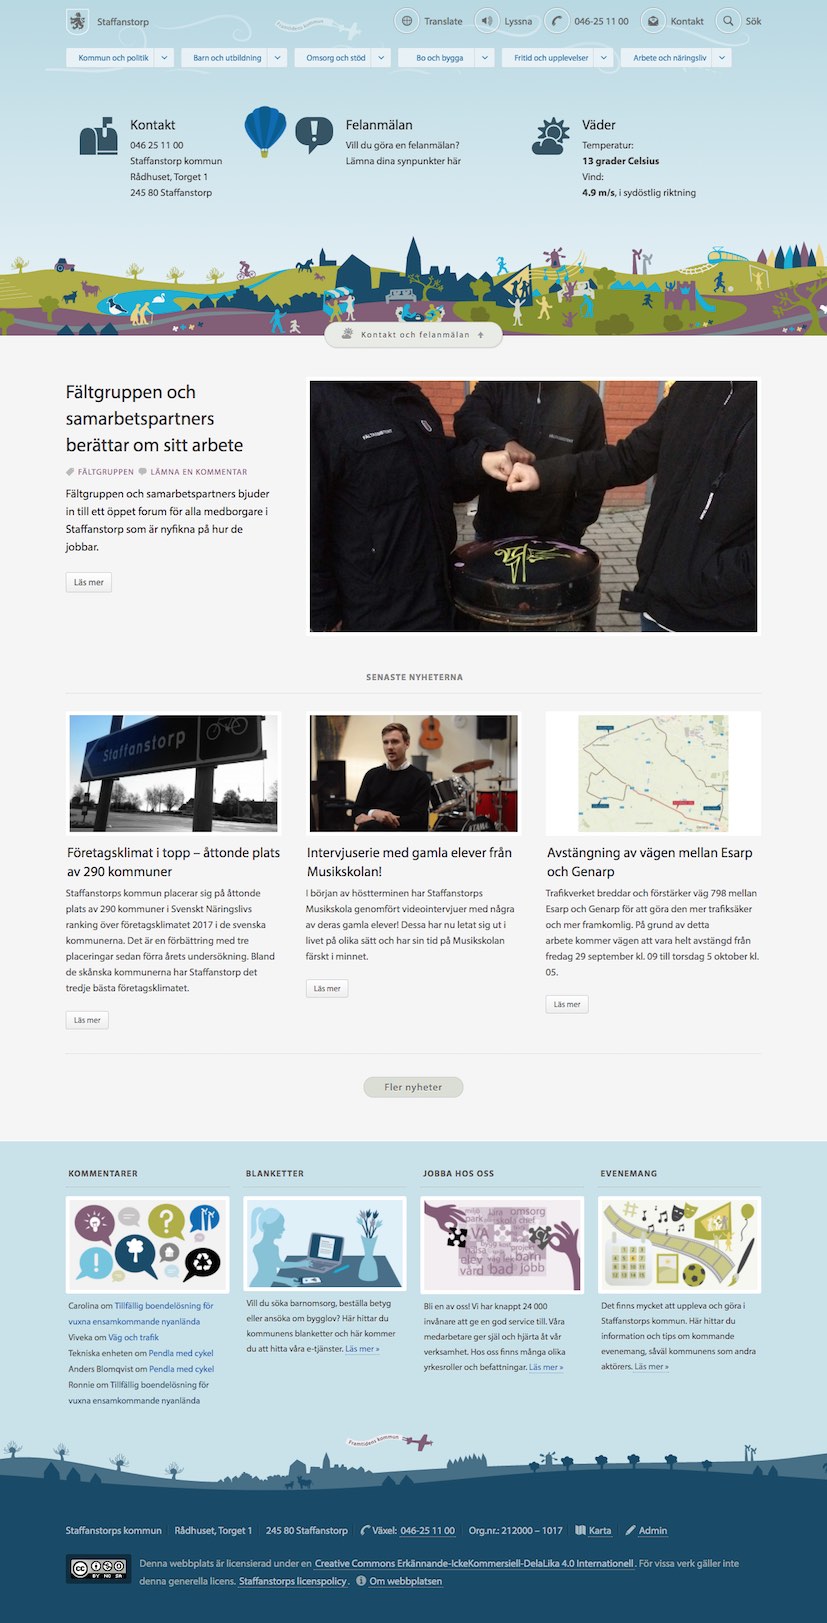 Staffanstorp
Framtidens kommun
Translate
Lyssna
046-25 11 00
Kontakt
Sök
Kommun och politik
Barn och utbildning
Omsorg och stöd
Bo och bygga
Fritid och upplevelser
Arbete och näringsliv
Kontakt
046 25 11 00
Staffanstorp kommun
Rådhuset, Torget 1
245 80 Staffanstorp
Felanmälan
Vill du göra en felanmälan?
Lämna dina synpunkter här
Väder
Temperatur:
13 grader Celsius
Vind:
4.9 m/s, i sydöstlig riktning
Kontakt och felanmälan
Fältgruppen och
samarbetspartners
berättar om sitt arbete
FÄLTGRUPPEN LÄMNA EN KOMMENTAR
Fältgruppen och samarbetspartners bjuder
in till ett öppet forum för alla medborgare i
Staffanstorp som är nyfikna på hur de
jobbar.
Läs mer
SENASTE NYHETERNA
Staffanstorp
Företagsklimat i topp – åttonde plats
av 290 kommuner
Staffanstorps kommun placerar sig på åttonde
plats av 290 kommuner i Svenskt Näringslivs
ranking över företagsklimatet 2017 i de svenska
kommunerna. Det är en förbättring med tre
placeringar sedan förra årets undersökning. Bland
de skånska kommunerna har Staffanstorp det
tredje bästa företagsklimatet.
Läs mer
Intervjuserie med gamla elever från
Musikskolan!
I början av höstterminen har Staffanstorps
Musikskola genomfört videointervjuer med några
av deras gamla elever! Dessa har nu letat sig ut i
livet på olika sätt och har sin tid på Musikskolan
färskt i minnet.
Läs mer
Avstängning av vägen mellan Esarp
och Genarp
Trafikverket breddar och förstärker väg 798 mellan
Esarp och Genarp för att göra den mer trafiksäker
och mer framkomlig. På grund av detta
arbete kommer vägen att vara helt avstängd från
fredag 29 september kl. 09 till torsdag 5 oktober kl.
05.
Läs mer
Fler nyheter
KOMMENTARER
Carolina om Tillfällig boendelösning för
vuxna ensamkommande nyanlända
Viveka om Väg och trafik
Tekniska enheten om Pendla med cykel
Anders Blomqvist om Pendla med cykel
Ronnie om Tillfällig boendelösning för
vuxna ensamkommande nyanlända
BLANKETTER
Vill du söka barnomsorg, beställa betyg
eller ansöka om bygglov? Här hittar du
kommunens blanketter och här kommer
du att hitta våra e-tjänster. Läs mer »
JOBBA HOS OSS
omsorg
skola chef
park
VA
projekt
barn
vård bad jobb
Bli en av oss! Vi har knappt 24 000
invånare att ge en god service till. Våra
medarbetare ger själ och hjärta åt vår
verksamhet. Hos oss finns många olika
yrkesroller och befattningar. Läs mer »
EVENEMANG
Det finns mycket att uppleva och göra i
Staffanstorps kommun. Här hittar du
information och tips om kommande
evenemang, såväl kommunens som andra
aktörers. Läs mer »
Framtidens kommun
Staffanstorps kommun
Rådhuset, Torget 1
245 80 Staffanstorp
Växel: 046-25 11 00
Org.nr.: 212000 – 1017
Karta
Admin
BY NC SA
Denna webbplats är licensierad under en Creative Commons Erkännande-IckeKommersiell-DelaLika 4.0 Internationell. För vissa verk gäller inte
denna generella licens. Staffanstorps licenspolicy. Om webbplatsen